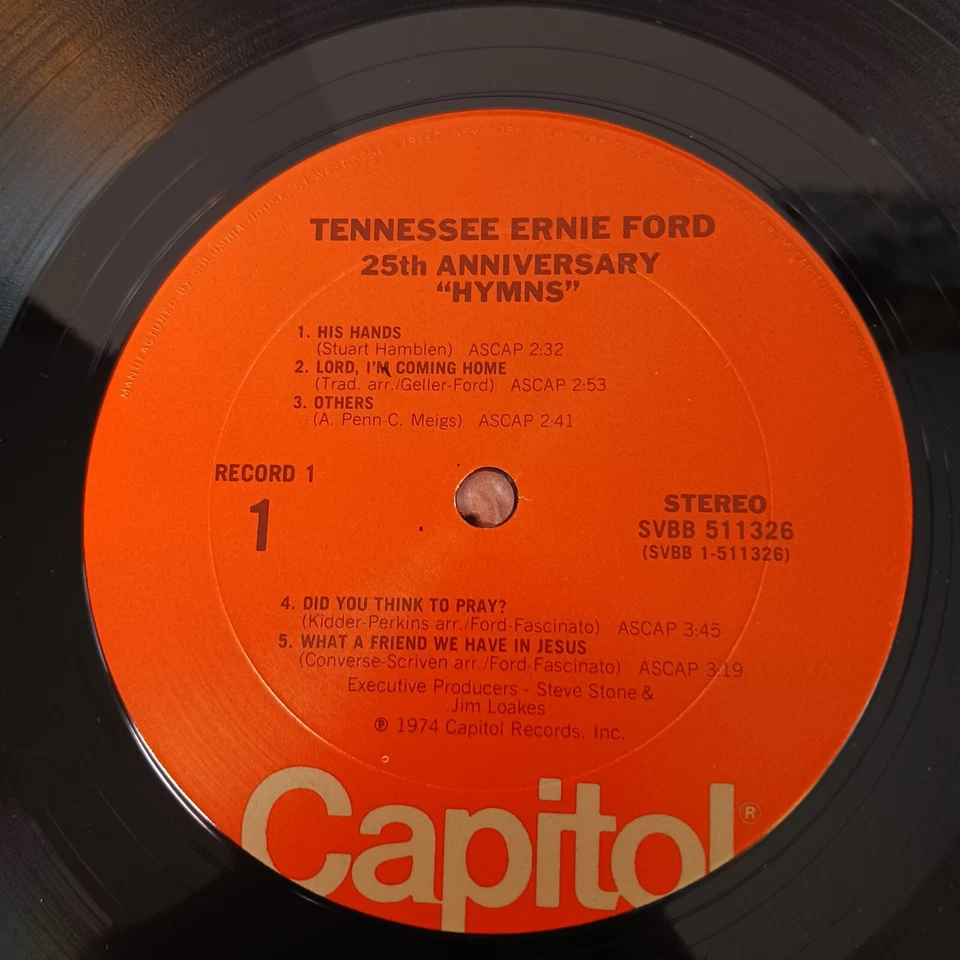 MANUFACTURED BY COLUMBIA HOUSE,
TENNESSEE ERNIE FORD
25th ANNIVERSARY
“HYMNS”
1. HIS HANDS
(Stuart Hamblen) ASCAP 2:32
2. LORD, I'M COMING HOME
(Trad. arr./Geller-Ford) ASCAP 2:53
3. OTHERS
(A. Penn-C. Meigs) ASCAP 2:41
RECORD 1
1
STEREO
SVBB 511326
(SVBB 1-511326)
4. DID YOU THINK TO PRAY?
(Kidder-Perkins arr./Ford-Fascinato) ASCAP 3:45
5. WHAT A FRIEND WE HAVE IN JESUS
(Converse-Scriven arr./Ford-Fascinato) ASCAP 3:19
Executive Producers - Steve Stone &
Jim Loakes
℗ 1974 Capitol Records, Inc.
Capitol®